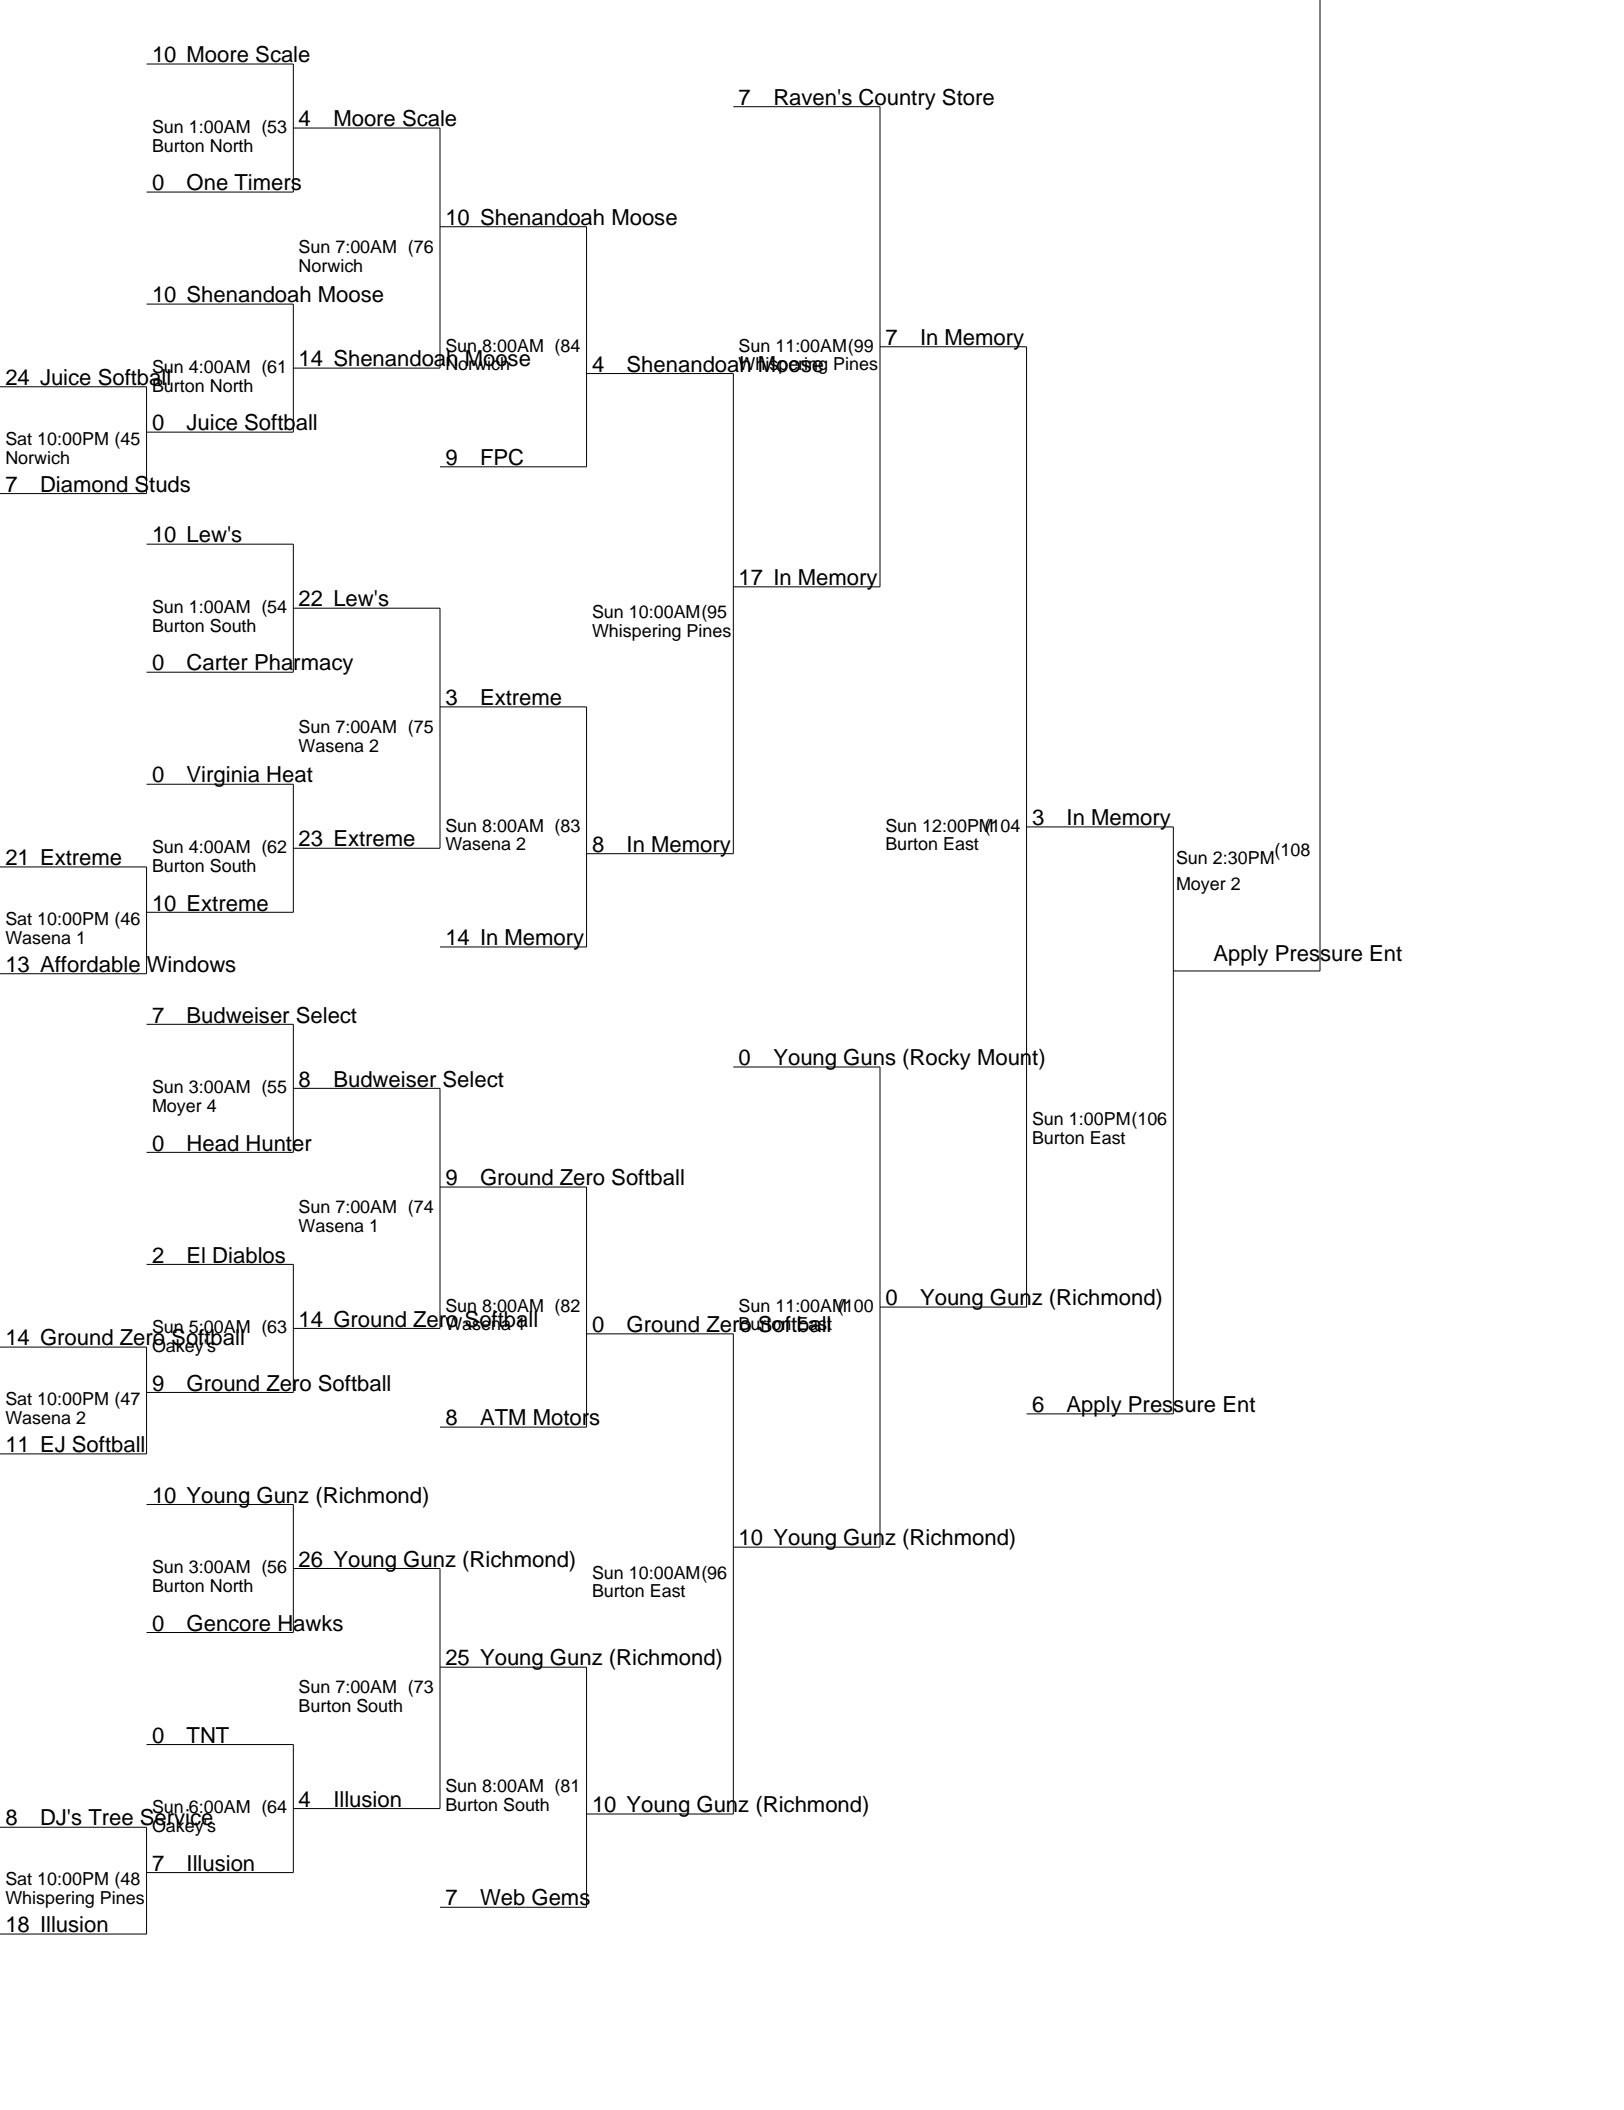 10 Moore Scale
7 Raven's Country Store
4 Moore Scale
Sun 1:00AM (53
Burton North
0 One Timers
10 Shenandoah Moose
Sun 7:00AM (76
Norwich
10 Shenandoah Moose
7 In Memory
Sun 8:00AM (84
Norwich
Sun 11:00AM(99
Whispering Pines
14 Shenandoah Moose
4 Shenandoah Moose
Sun 4:00AM (61
Burton North
24 Juice Softball
0 Juice Softball
Sat 10:00PM (45
Norwich
9 FPC
7 Diamond Studs
10 Lew's
17 In Memory
22 Lew's
Sun 1:00AM (54
Burton South
Sun 10:00AM(95
Whispering Pines
0 Carter Pharmacy
3 Extreme
Sun 7:00AM (75
Wasena 2
0 Virginia Heat
3 In Memory
Sun 8:00AM (83
Wasena 2
Sun 12:00PM(104
Burton East
23 Extreme
8 In Memory
Sun 4:00AM (62
Burton South
Sun 2:30PM(108
Moyer 2
21 Extreme
10 Extreme
Sat 10:00PM (46
Wasena 1
14 In Memory
Apply Pressure Ent
13 Affordable Windows
7 Budweiser Select
0 Young Guns (Rocky Mount)
8 Budweiser Select
Sun 3:00AM (55
Moyer 4
Sun 1:00PM(106
Burton East
0 Head Hunter
9 Ground Zero Softball
Sun 7:00AM (74
Wasena 1
2 El Diablos
0 Young Gunz (Richmond)
Sun 8:00AM (82
Wasena 1
Sun 11:00AM(100
Burton East
14 Ground Zero Softball
0 Ground Zero Softball
Sun 5:00AM (63
Oakey's
14 Ground Zero Softball
9 Ground Zero Softball
Sat 10:00PM (47
Wasena 2
6 Apply Pressure Ent
8 ATM Motors
11 EJ Softball
10 Young Gunz (Richmond)
10 Young Gunz (Richmond)
26 Young Gunz (Richmond)
Sun 3:00AM (56
Burton North
Sun 10:00AM(96
Burton East
0 Gencore Hawks
25 Young Gunz (Richmond)
Sun 7:00AM (73
Burton South
0 TNT
Sun 8:00AM (81
Burton South
4 Illusion
10 Young Gunz (Richmond)
Sun 6:00AM (64
Oakey's
8 DJ's Tree Service
7 Illusion
Sat 10:00PM (48
Whispering Pines
7 Web Gems
18 Illusion